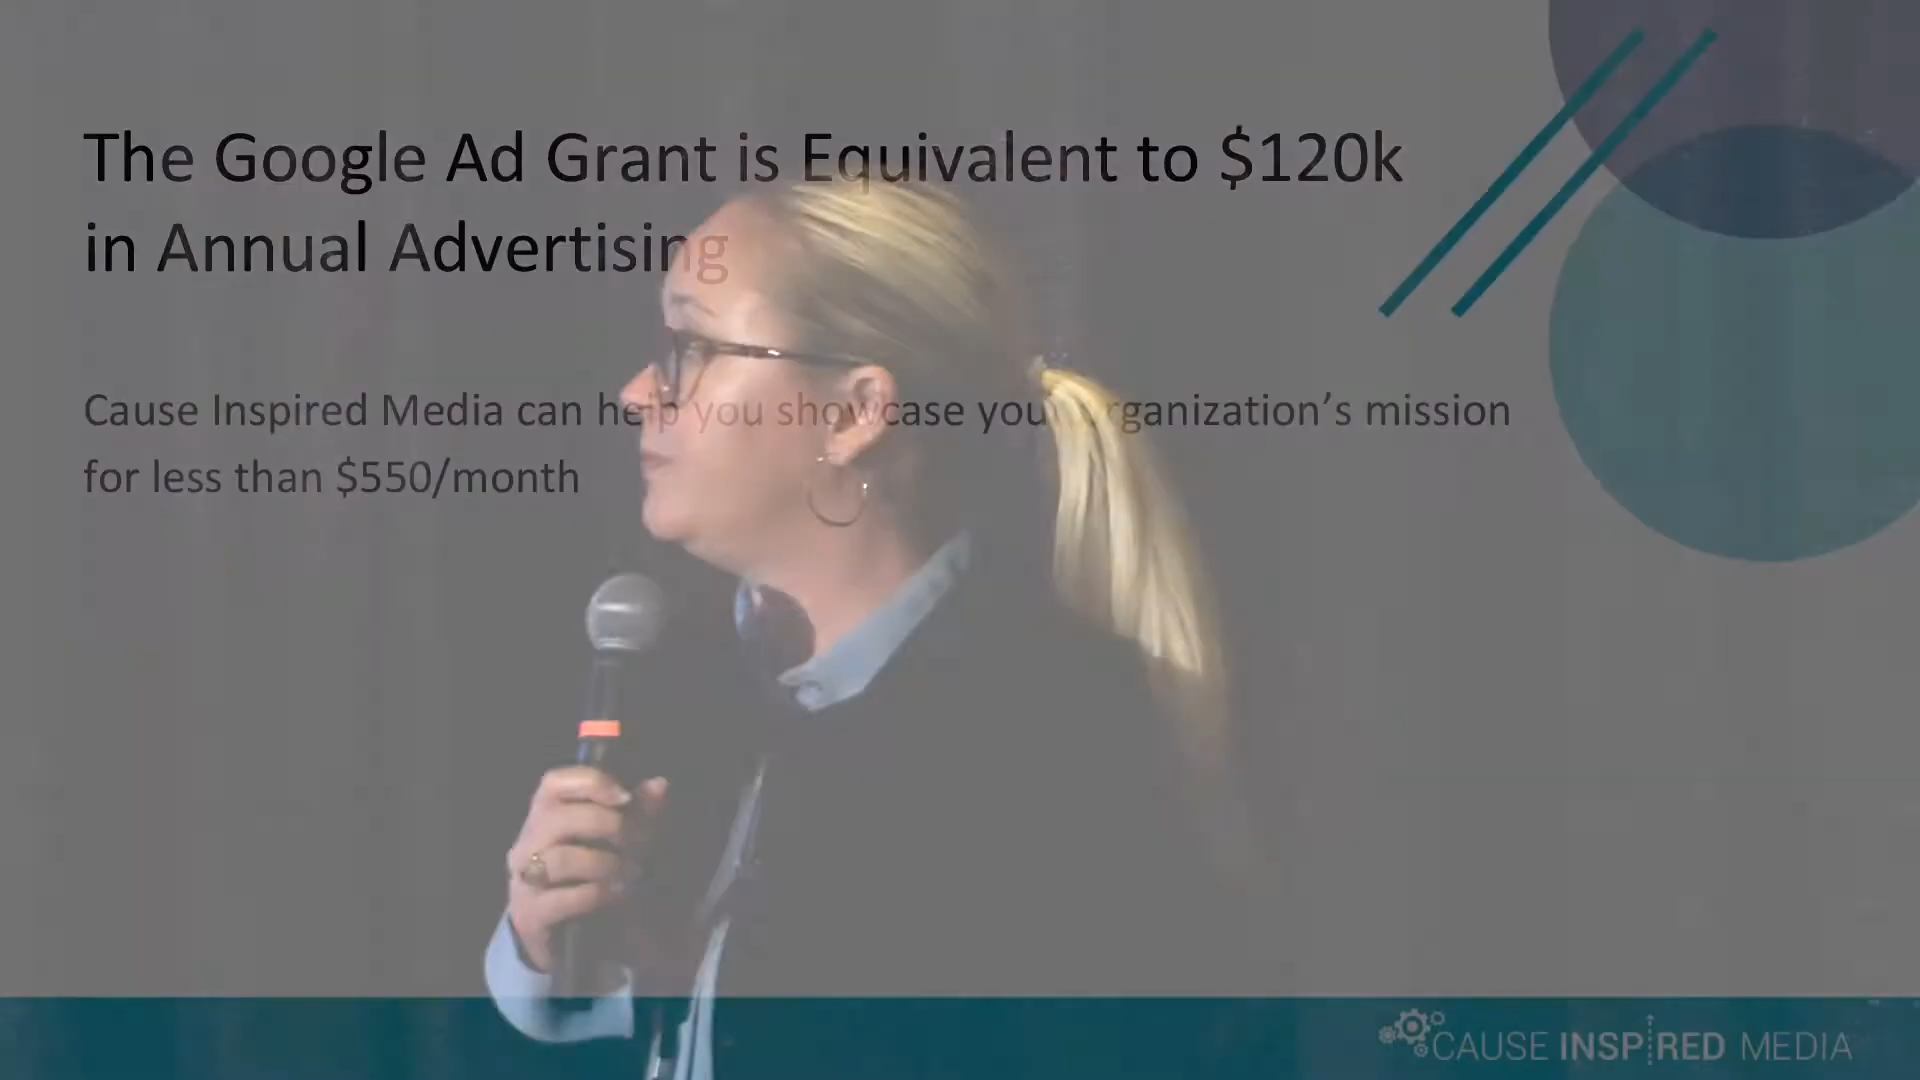 The Google Ad Grant is Equivalent to $120k
in Annual Advertising
Cause Inspired Media can help you showcase your organization’s mission
for less than $550/month
CAUSE INSPIRED MEDIA